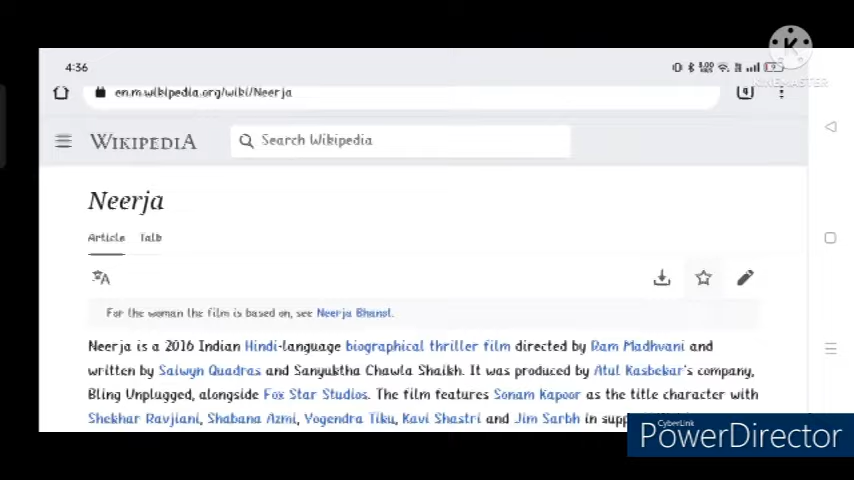 4:36
en.m.wikipedia.org/wiki/Neerja
4
K
KINEMASTER
WIKIPEDIA
Search Wikipedia
Neerja
Article Talk
For the woman the film is based on, see Neerja Bhanot.
Neerja is a 2016 Indian Hindi-language biographical thriller film directed by Ram Madhvani and
written by Saiwyn Quadras and Sanyuktha Chawla Shaikh. It was produced by Atul Kasbekar's company,
Bling Unplugged, alongside Fox Star Studios. The film features Sonam Kapoor as the title character with
Shekhar Ravjiani, Shabana Azmi, Yogendra Tiku, Kavi Shastri and Jim Sarbh in
CyberLink
PowerDirector